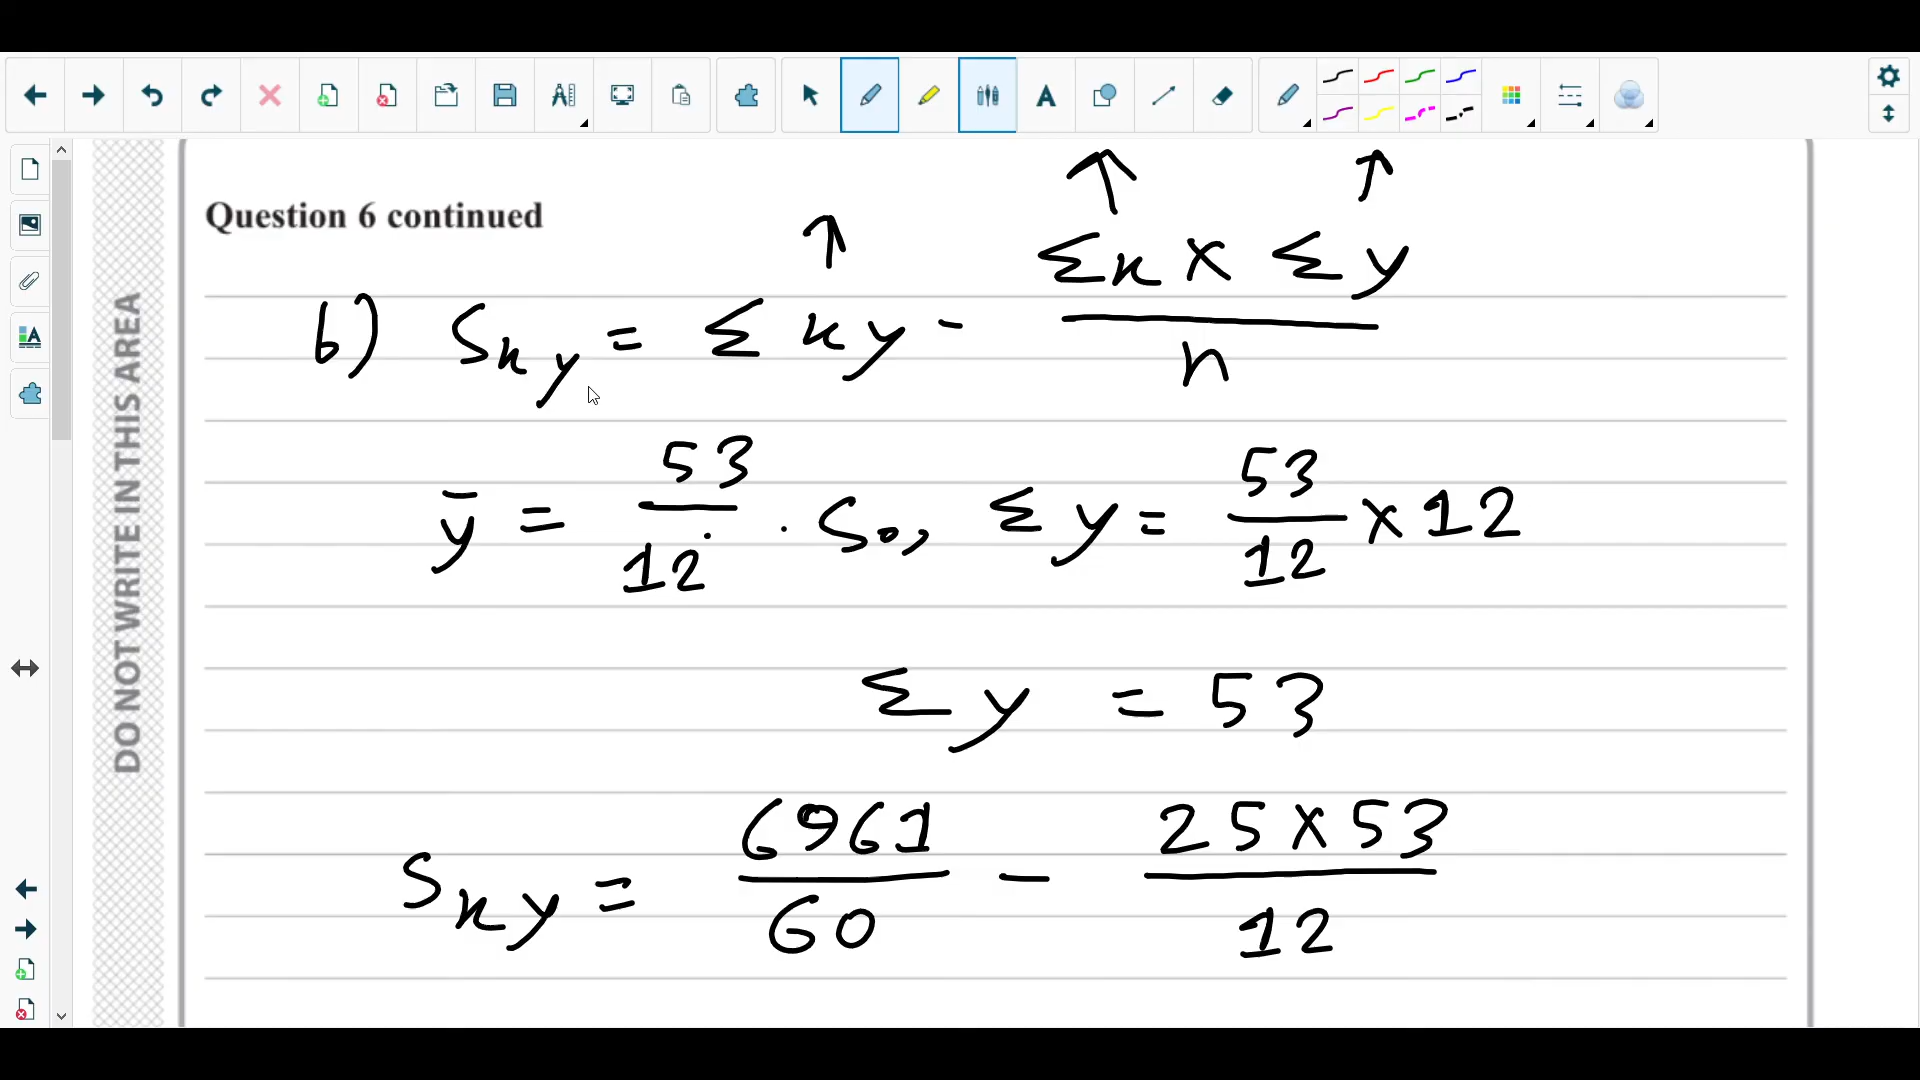 Question 6 continued
b) Sxy = Σxy - (Σx × Σy)/n
ȳ = 53/12 . So, Σy = 53/12 × 12
Σy = 53
Sxy = 6961/60 - (25×53)/12
DO NOT WRITE IN THIS AREA